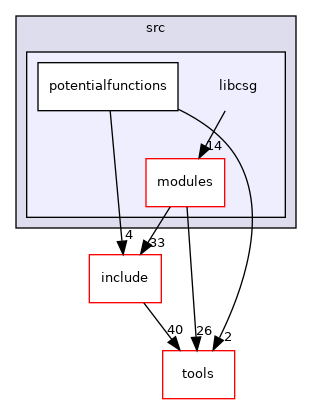 src
potentialfunctions
libcsg
14
modules
4
33
include
40
26
2
tools